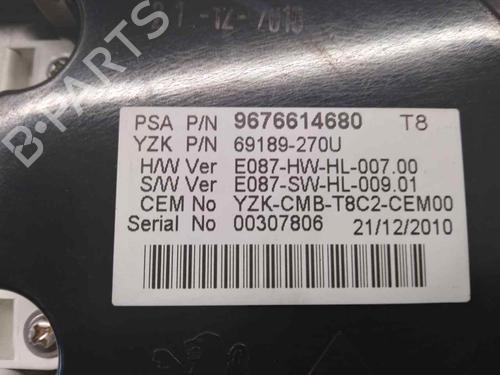 PSA P/N 9676614680 T8
YZK P/N 69189-270U
H/W Ver E087-HW-HL-007.00
S/W Ver E087-SW-HL-009.01
CEM No YZK-CMB-T8C2-CEM00
Serial No 00307806 21/12/2010